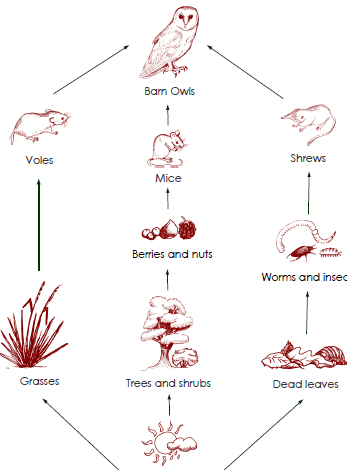 Barn Owls
Voles
Mice
Shrews
Berries and nuts
Worms and insec
Grasses
Trees and shrubs
Dead leaves